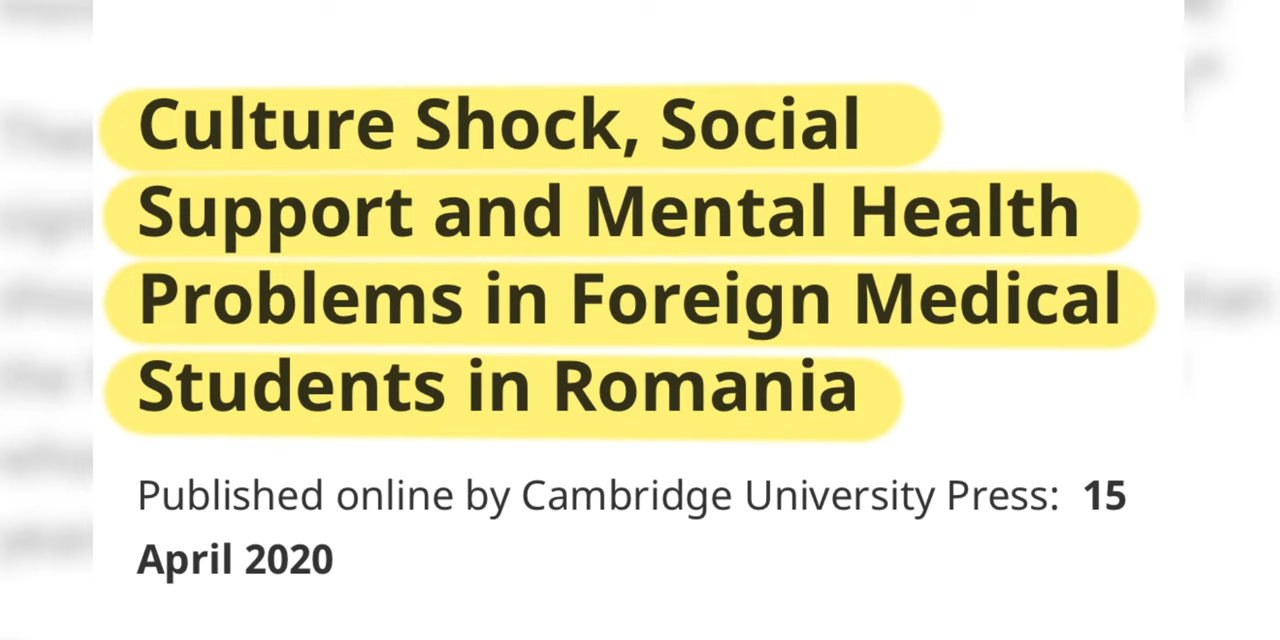 Culture Shock, Social
Support and Mental Health
Problems in Foreign Medical
Students in Romania
Published online by Cambridge University Press: 15
April 2020